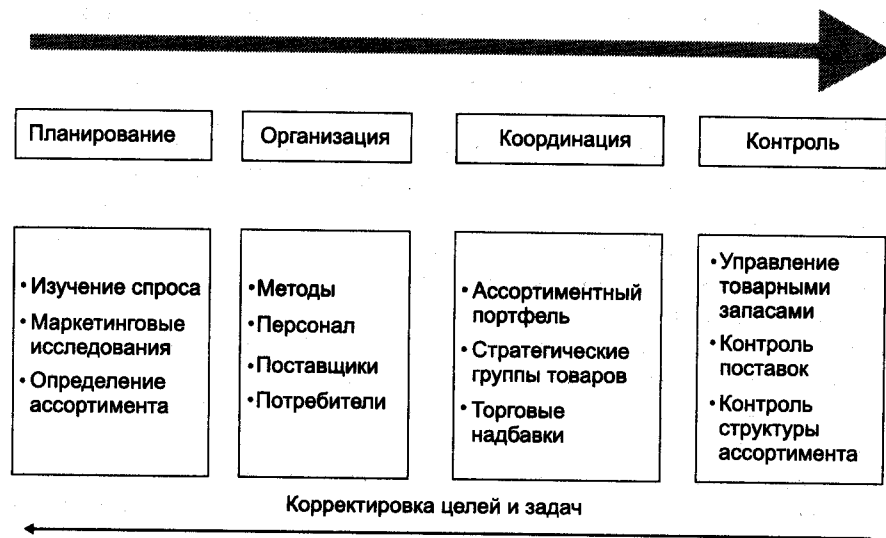 Планирование
Организация
Координация
Контроль
• Изучение спроса
• Маркетинговые
исследования
• Определение
ассортимента
• Методы
• Персонал
• Поставщики
• Потребители
• Ассортиментный
портфель
• Стратегические
группы товаров
• Торговые
надбавки
• Управление
товарными
запасами
• Контроль
поставок
• Контроль
структуры
ассортимента
Корректировка целей и задач